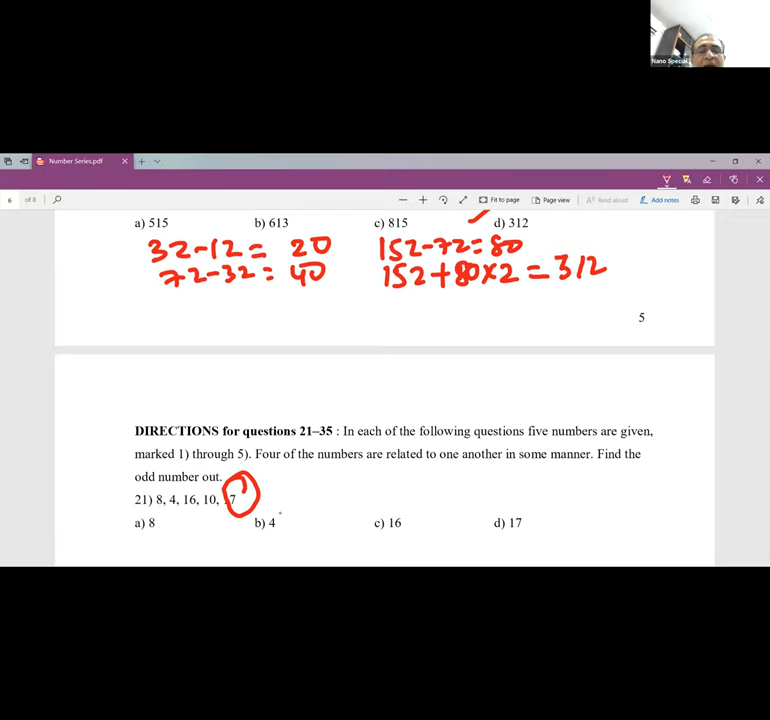 Nano Special
Number Series.pdf
6 of 8
Fit to page
Page view
Read aloud
Add notes
a) 515 b) 613 c) 815 d) 312
32-12 = 20 152-72=80
72-32= 40 152+80×2=312
5
DIRECTIONS for questions 21–35 : In each of the following questions five numbers are given,
marked 1) through 5). Four of the numbers are related to one another in some manner. Find the
odd number out.
21) 8, 4, 16, 10, 17
a) 8 b) 4 c) 16 d) 17